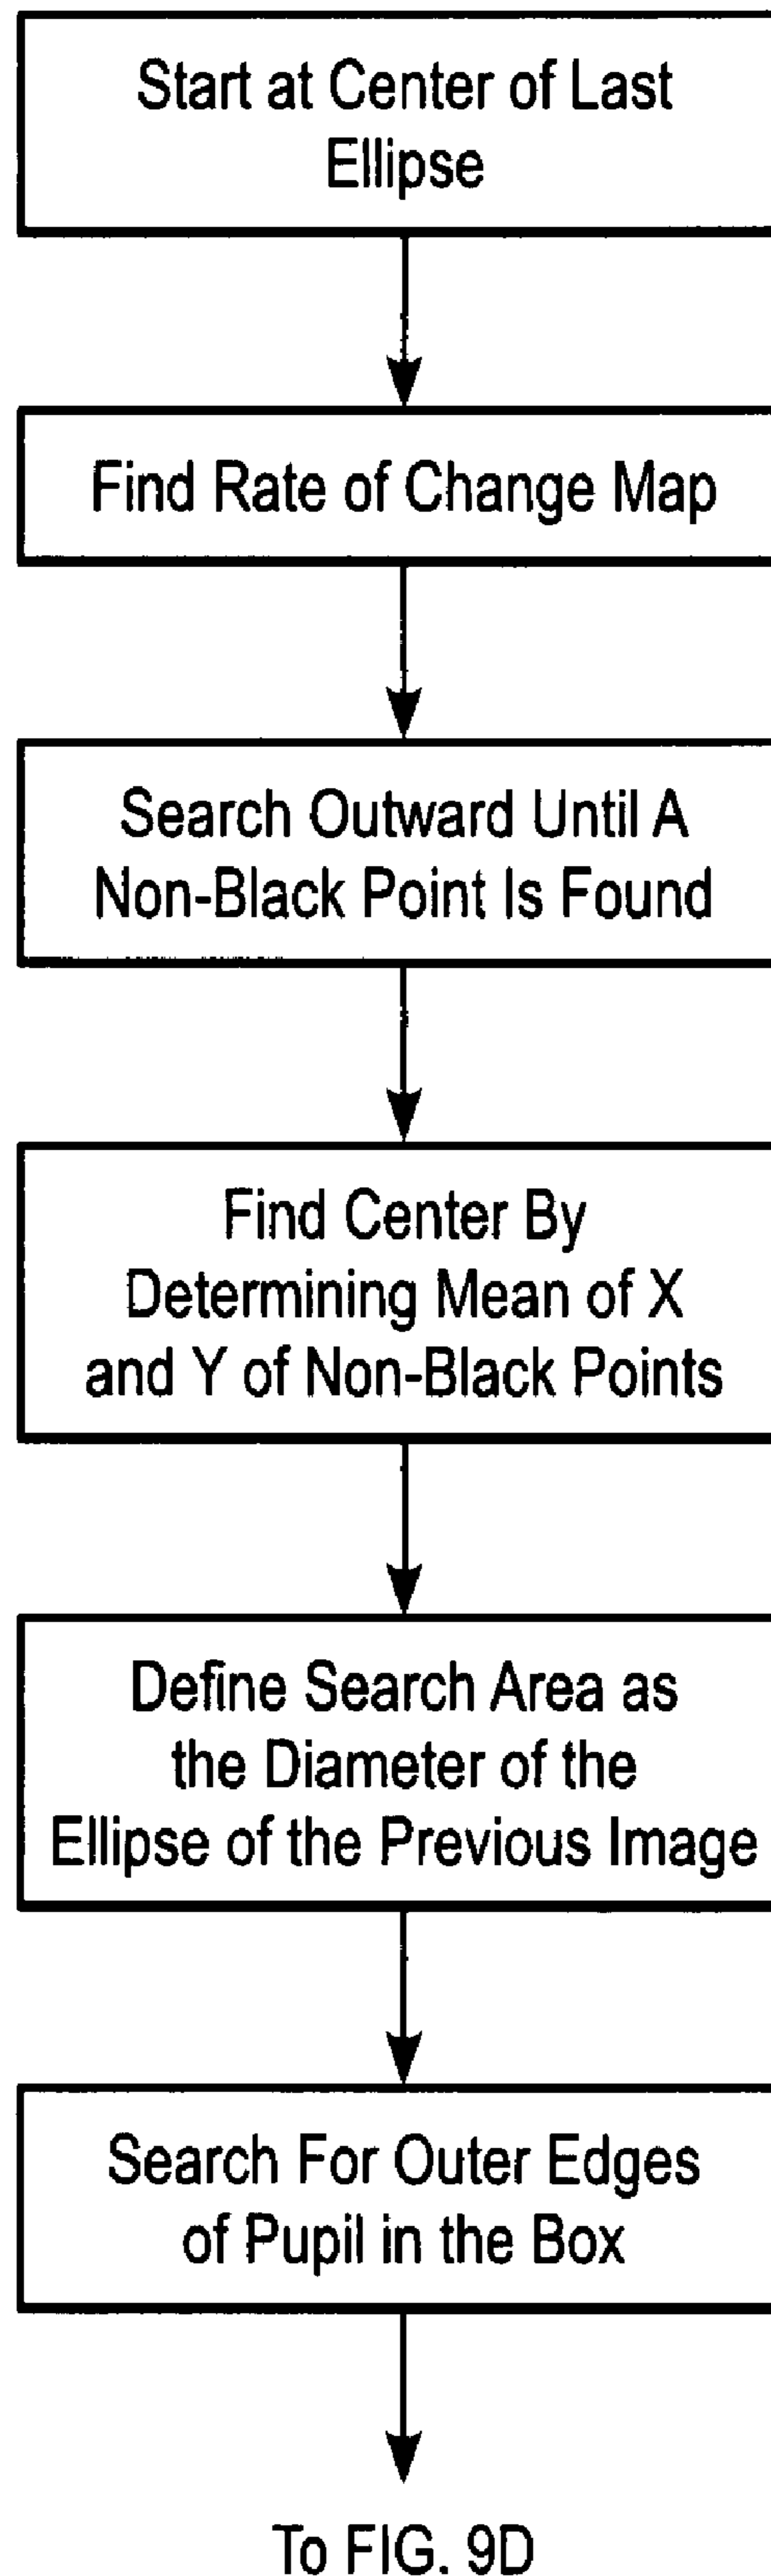 Start at Center of Last
Ellipse
Find Rate of Change Map
Search Outward Until A
Non-Black Point Is Found
Find Center By
Determining Mean of X
and Y of Non-Black Points
Define Search Area as
the Diameter of the
Ellipse of the Previous Image
Search For Outer Edges
of Pupil in the Box
To FIG. 9D